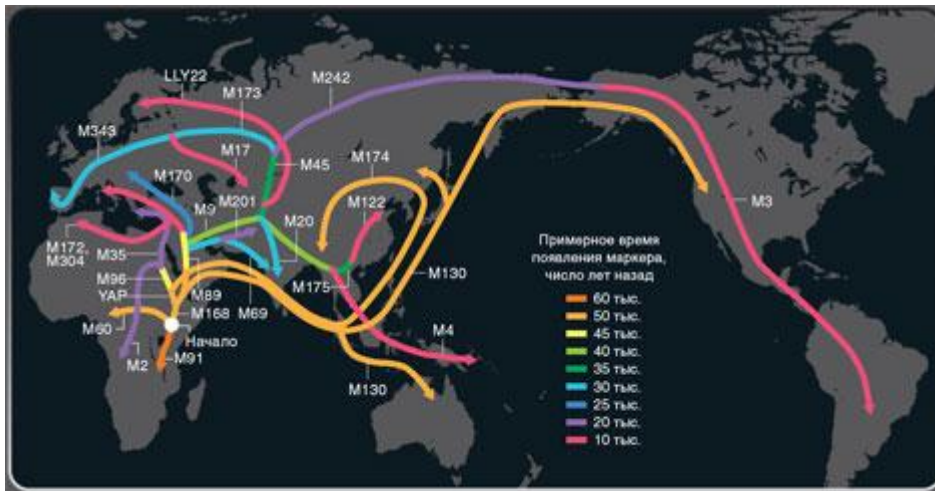 LLY22
M242
M173
M343
M17
M45
M174
M170
M9
M201
M20
M122
M3
M172,
M304
M35
M96
YAP
M89
M168
M69
M175
M130
M60
Начало
M2
M91
M4
M130
Примерное время
появления маркера,
число лет назад
60 тыс.
50 тыс.
45 тыс.
40 тыс.
35 тыс.
30 тыс.
25 тыс.
20 тыс.
10 тыс.